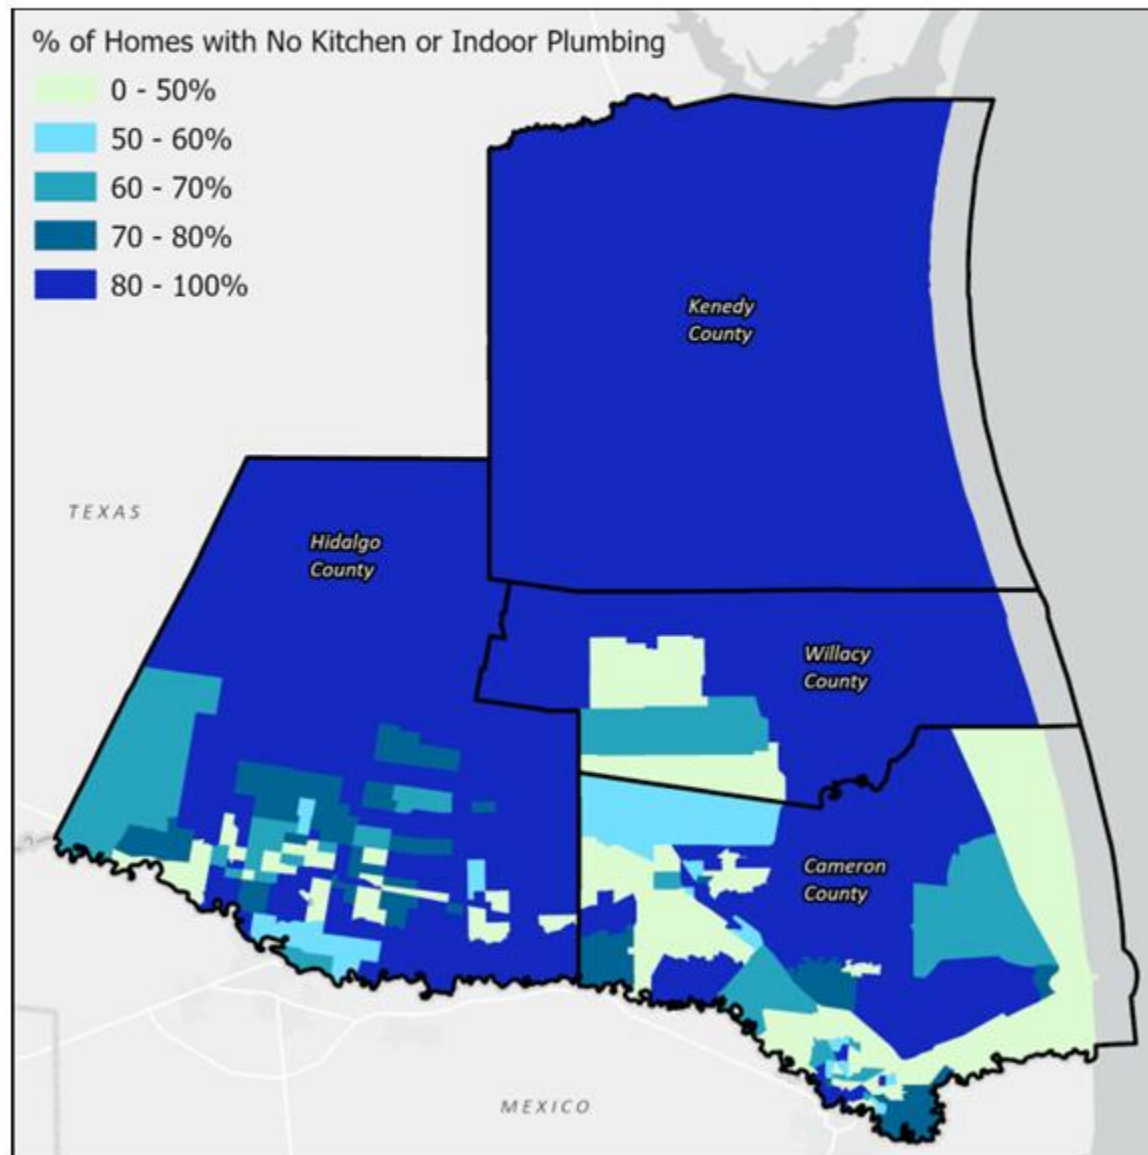 % of Homes with No Kitchen or Indoor Plumbing
0 - 50%
50 - 60%
60 - 70%
70 - 80%
80 - 100%
Kenedy
County
TEXAS
Hidalgo
County
Willacy
County
Cameron
County
MEXICO